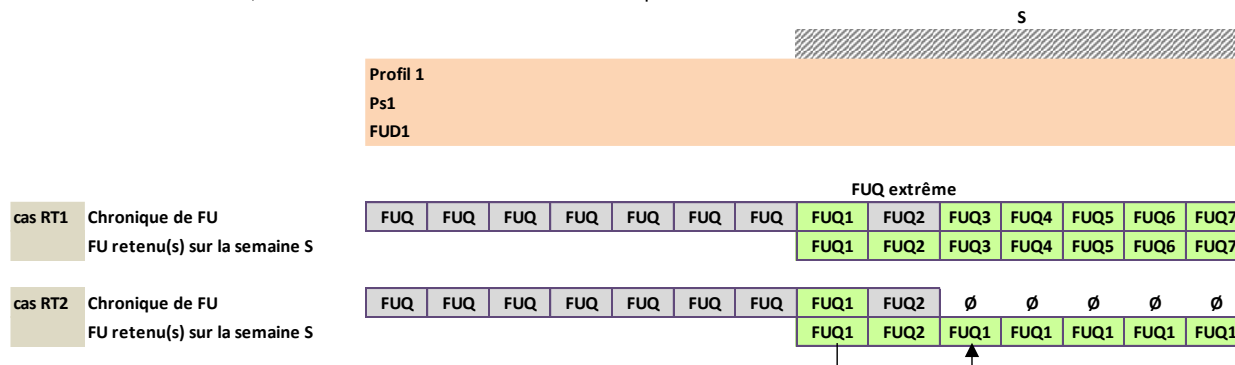 S
Profil 1
Ps1
FUD1
FUQ extrême
cas RT1 Chronique de FU FUQ FUQ FUQ FUQ FUQ FUQ FUQ FUQ1 FUQ2 FUQ3 FUQ4 FUQ5 FUQ6 FUQ7
FU retenu(s) sur la semaine S FUQ1 FUQ2 FUQ3 FUQ4 FUQ5 FUQ6 FUQ7
cas RT2 Chronique de FU FUQ FUQ FUQ FUQ FUQ FUQ FUQ FUQ1 FUQ2 Ø Ø Ø Ø Ø
FU retenu(s) sur la semaine S FUQ1 FUQ2 FUQ1 FUQ1 FUQ1 FUQ1 FUQ1